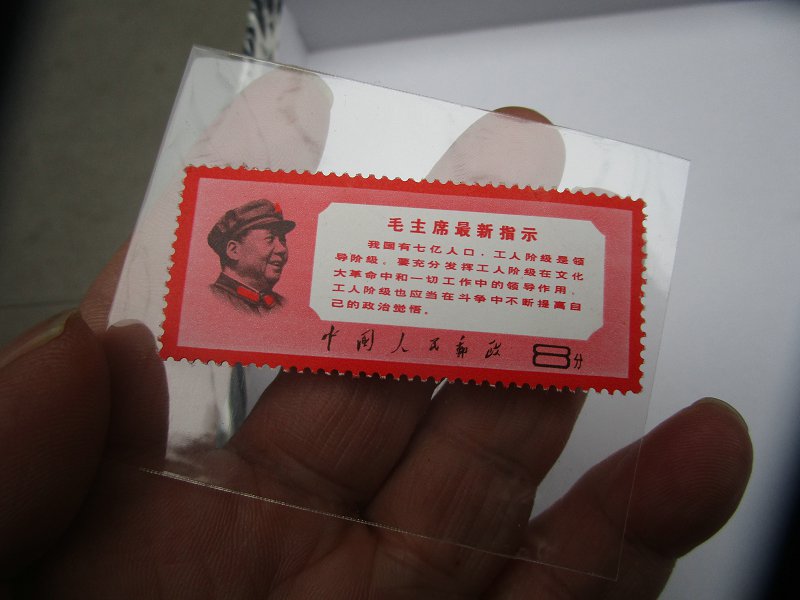 毛主席最新指示
我国有七亿人口，工人阶级是领
导阶级。要充分发挥工人阶级在文化
大革命中和一切工作中的领导作用。
工人阶级也应当在斗争中不断提高自
己的政治觉悟。
中国人民邮政
8分